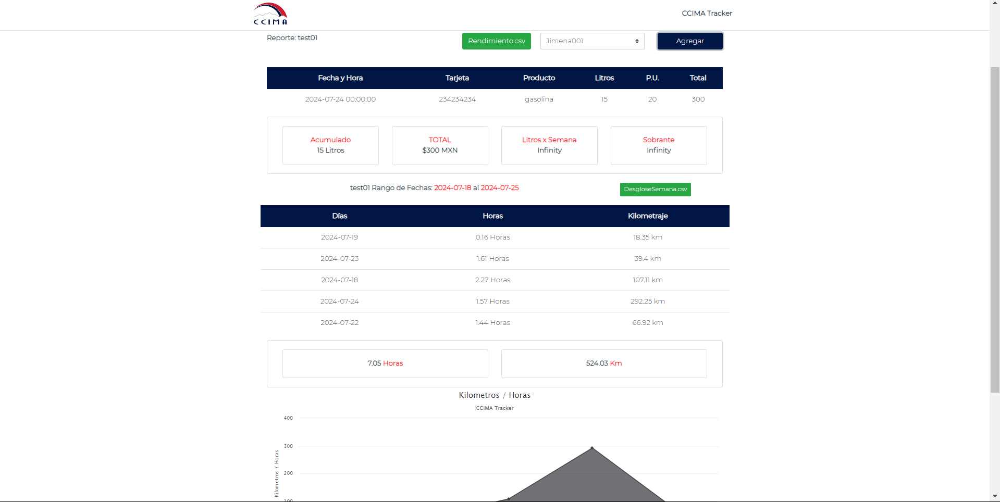 CCIMA
CCIMA Tracker
Reporte: test01
Rendimiento.csv
Jimena001
Agregar
Fecha y Hora Tarjeta Producto Litros P.U. Total
2024-07-24 00:00:00 234234234 gasolina 15 20 300
Acumulado
15 Litros
TOTAL
$300 MXN
Litros x Semana
Infinity
Sobrante
Infinity
test01 Rango de Fechas: 2024-07-18 al 2024-07-25
DesgloseSemana.csv
Días Horas Kilometraje
2024-07-19 0.16 Horas 18.35 km
2024-07-23 1.61 Horas 39.4 km
2024-07-18 2.27 Horas 107.11 km
2024-07-24 1.57 Horas 292.25 km
2024-07-22 1.44 Horas 66.92 km
7.05 Horas
524.03 Km
Kilometros / Horas
CCIMA Tracker
Kilometros / Horas
400
300
200
100